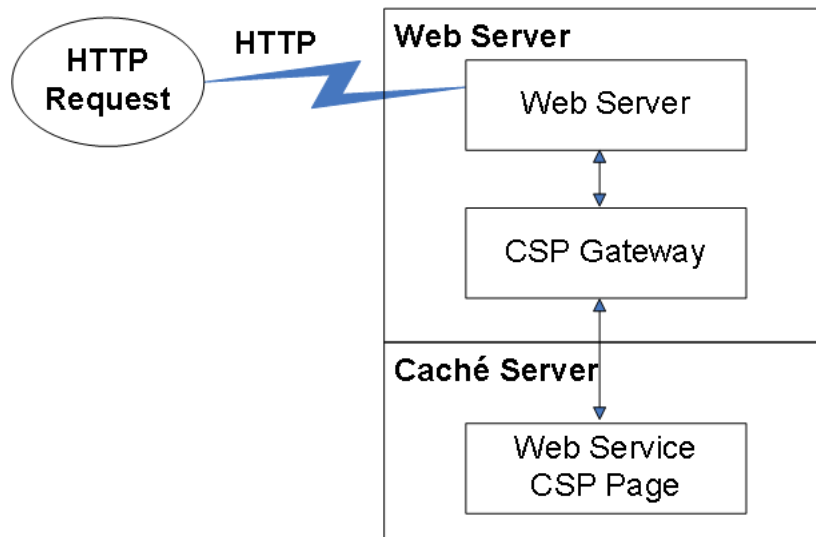 HTTP
Request
HTTP
Web Server
Web Server
CSP Gateway
Caché Server
Web Service
CSP Page